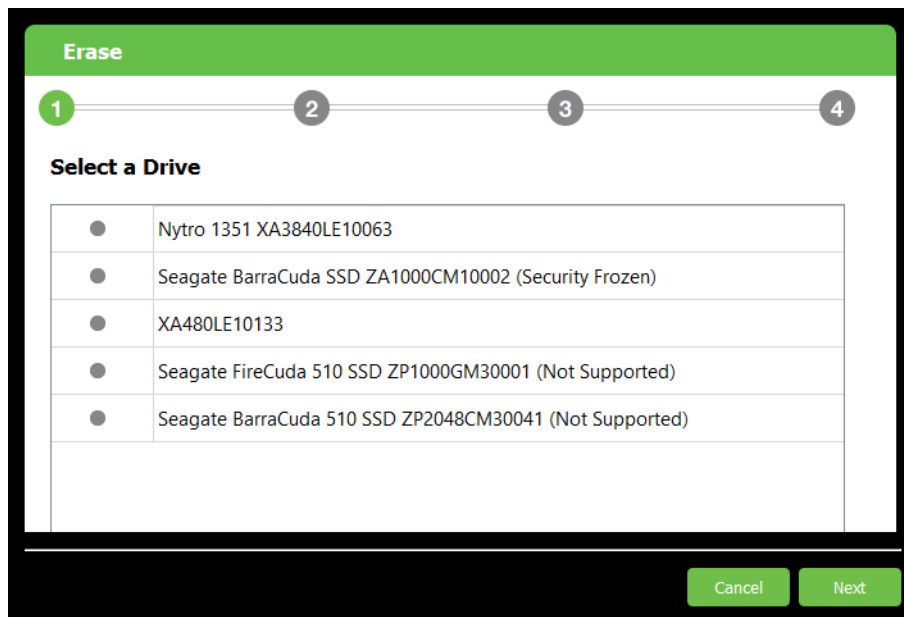 Erase
1 2 3 4
Select a Drive
Nytro 1351 XA3840LE10063
Seagate BarraCuda SSD ZA1000CM10002 (Security Frozen)
XA480LE10133
Seagate FireCuda 510 SSD ZP1000GM30001 (Not Supported)
Seagate BarraCuda 510 SSD ZP2048CM30041 (Not Supported)
Cancel Next